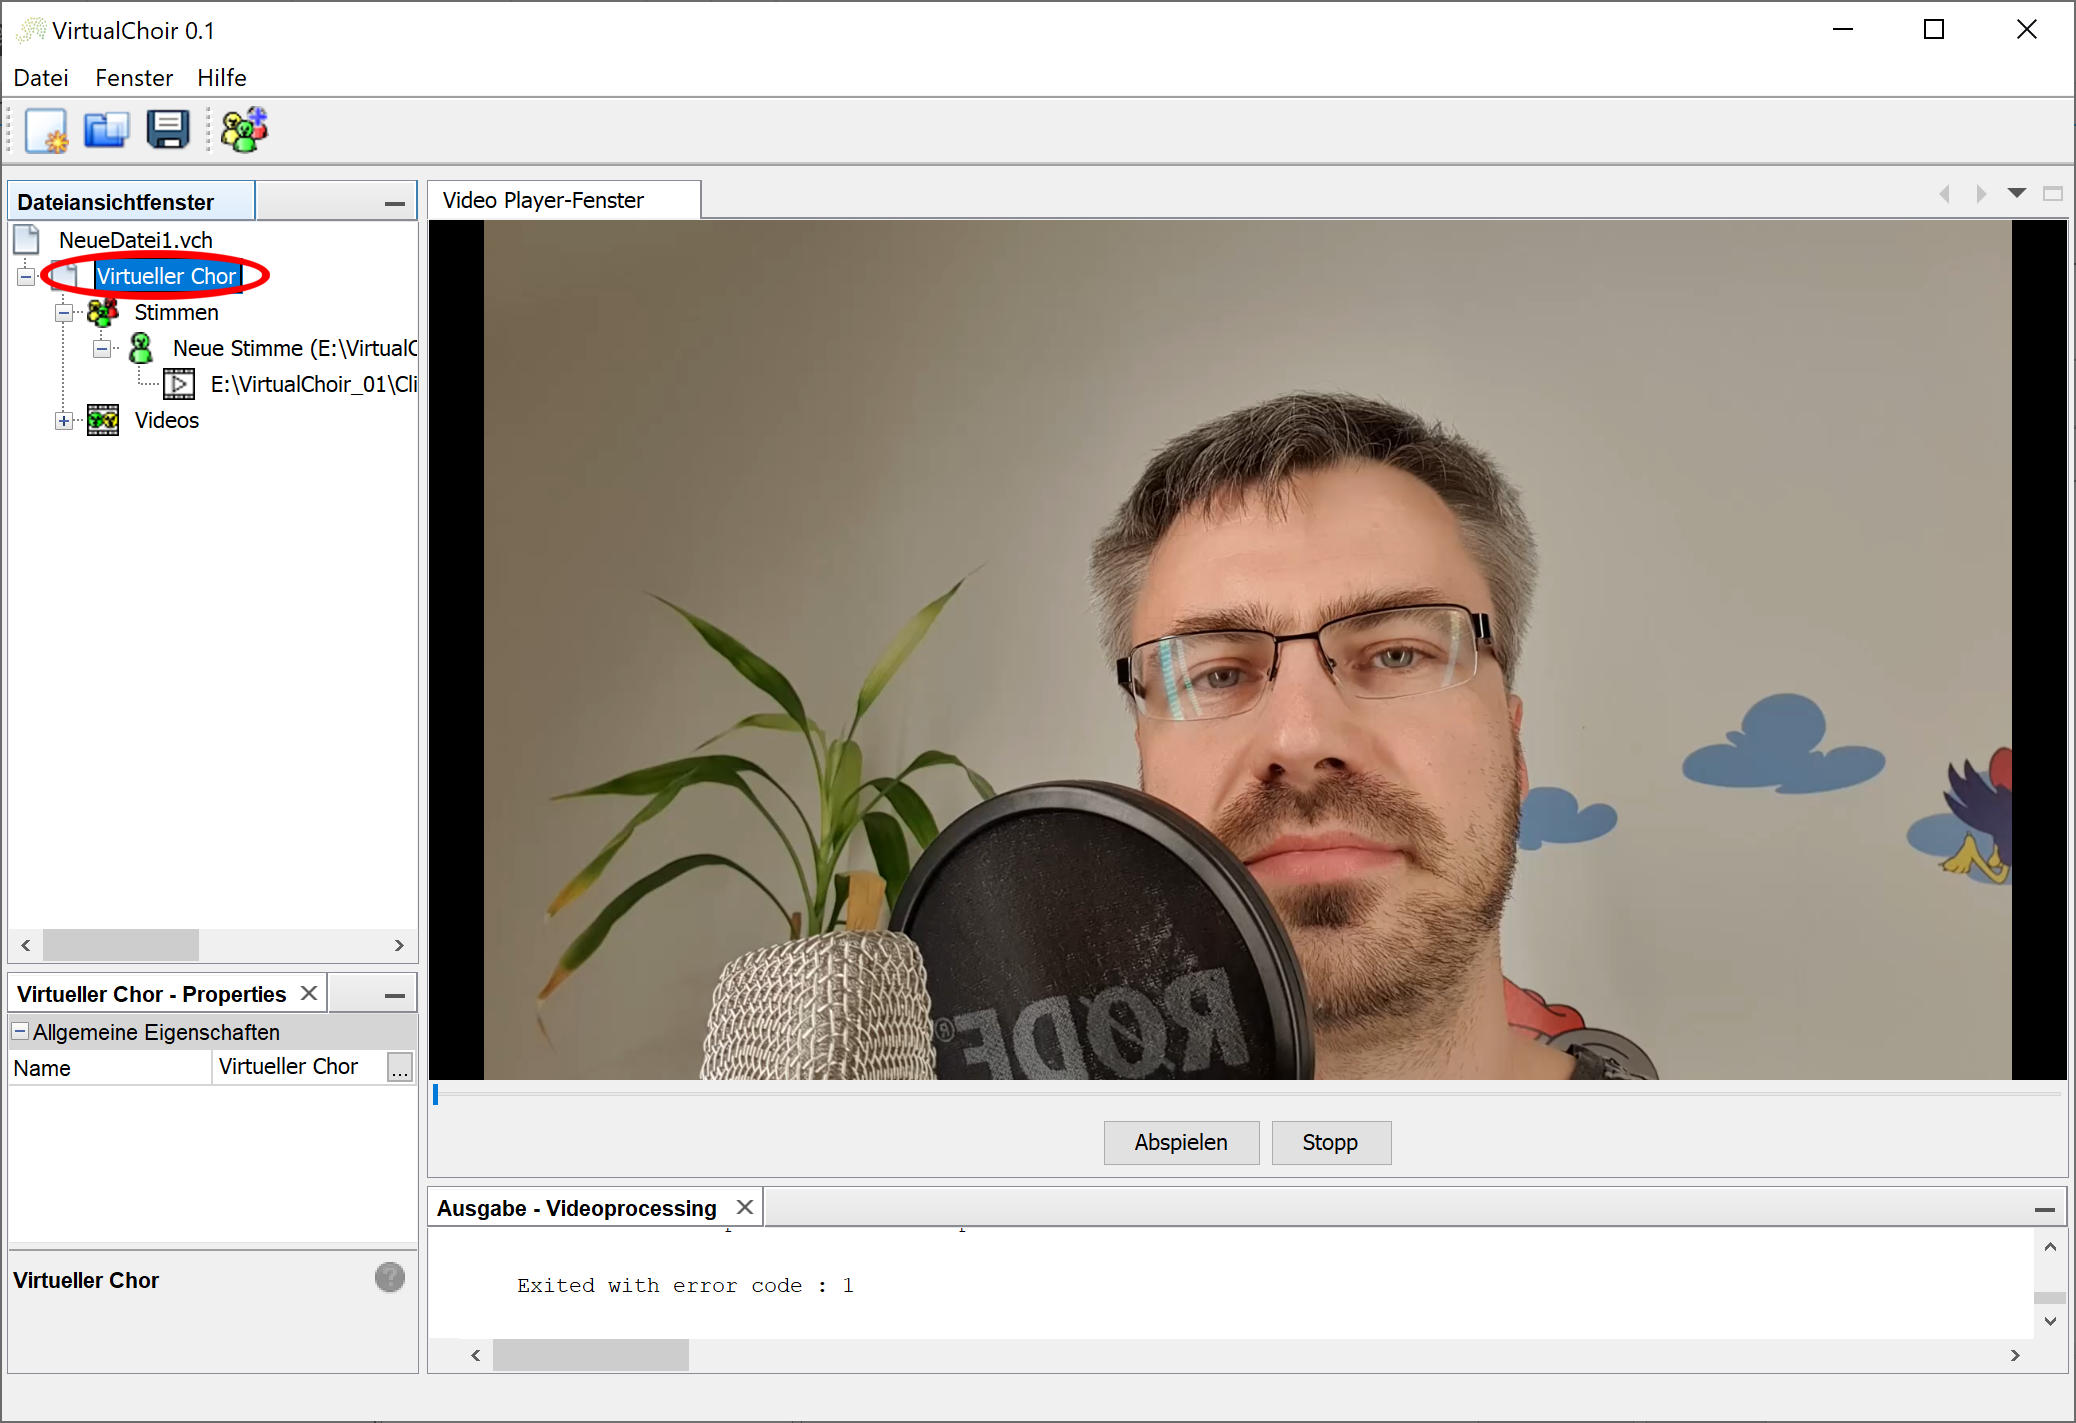 VirtualChoir 0.1
Datei Fenster Hilfe
Dateiansichtfenster
NeueDatei1.vch
Virtueller Chor
Stimmen
Neue Stimme (E:\VirtualC
E:\VirtualChoir_01\Cli
Videos
Virtueller Chor - Properties
Allgemeine Eigenschaften
Name Virtueller Chor ...
Virtueller Chor
?
Video Player-Fenster
RØDE®
Abspielen Stopp
Ausgabe - Videoprocessing
Exited with error code : 1